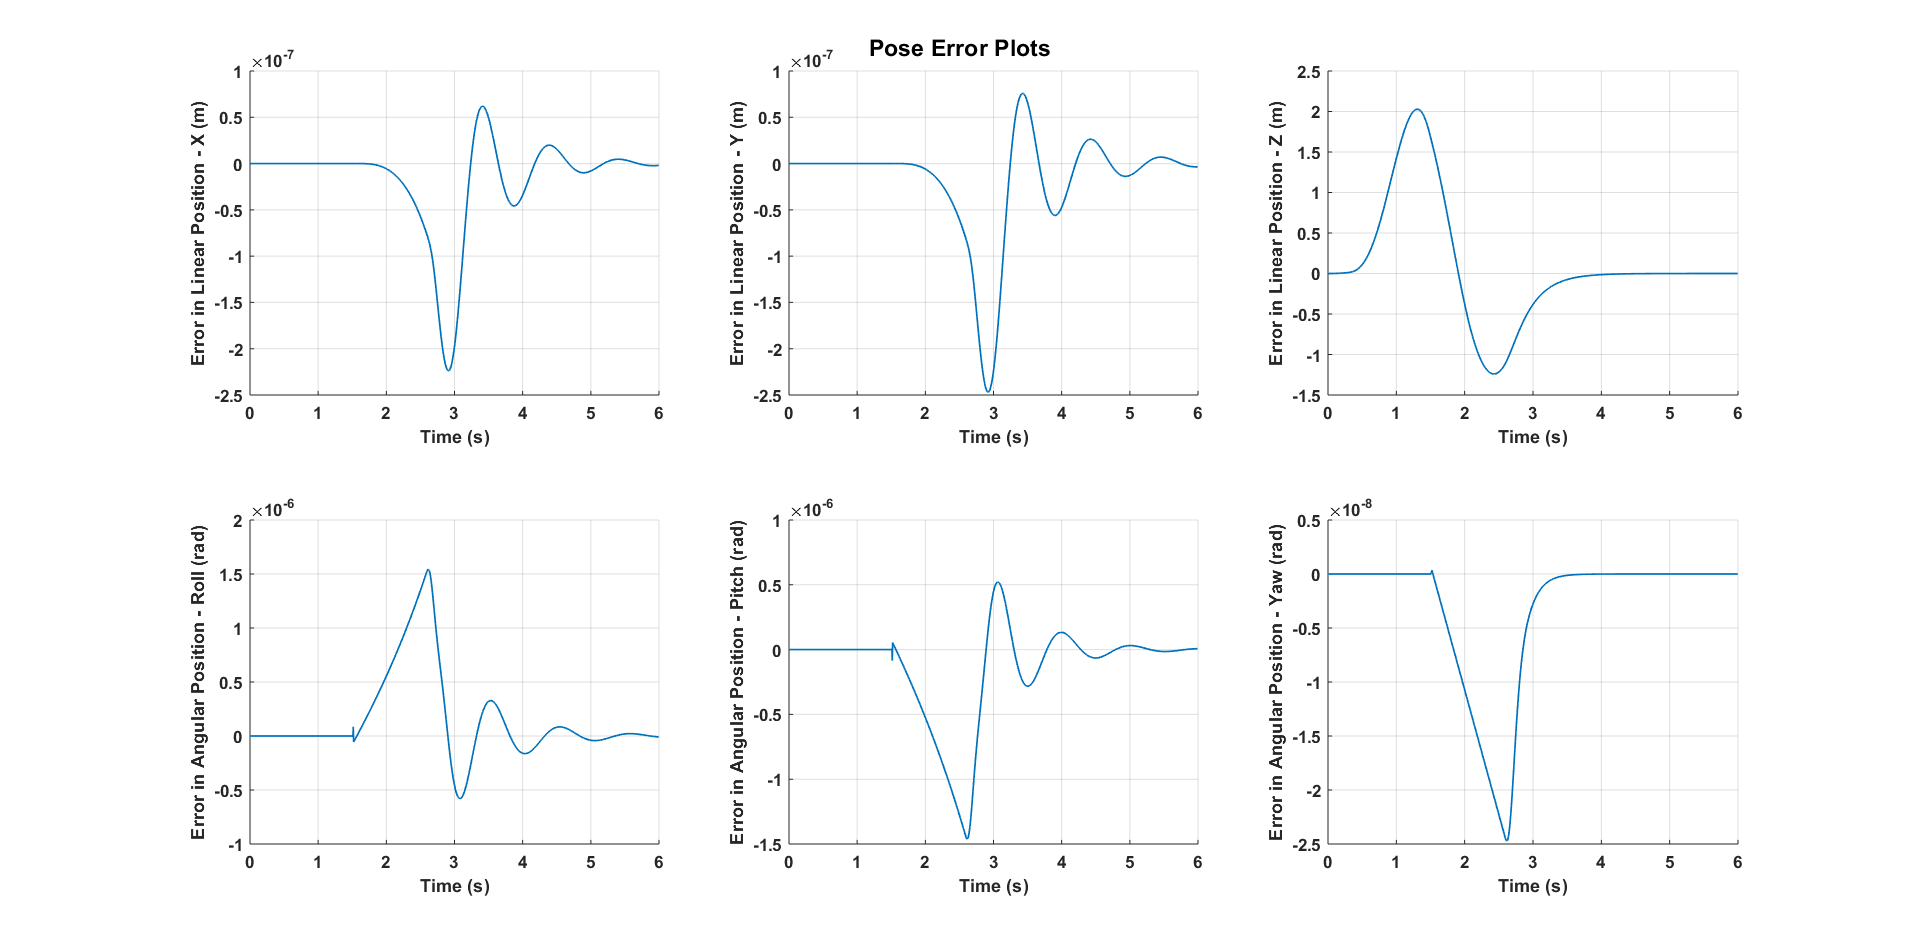 Pose Error Plots
×10-7
1
0.5
0
-0.5
-1
-1.5
-2
-2.5
0 1 2 3 4 5 6
Time (s)
Error in Linear Position - X (m)
×10-7
1
0.5
0
-0.5
-1
-1.5
-2
-2.5
0 1 2 3 4 5 6
Time (s)
Error in Linear Position - Y (m)
2.5
2
1.5
1
0.5
0
-0.5
-1
-1.5
0 1 2 3 4 5 6
Time (s)
Error in Linear Position - Z (m)
×10-6
2
1.5
1
0.5
0
-0.5
-1
0 1 2 3 4 5 6
Time (s)
Error in Angular Position - Roll (rad)
×10-6
1
0.5
0
-0.5
-1
-1.5
0 1 2 3 4 5 6
Time (s)
Error in Angular Position - Pitch (rad)
×10-8
0.5
0
-0.5
-1
-1.5
-2
-2.5
0 1 2 3 4 5 6
Time (s)
Error in Angular Position - Yaw (rad)